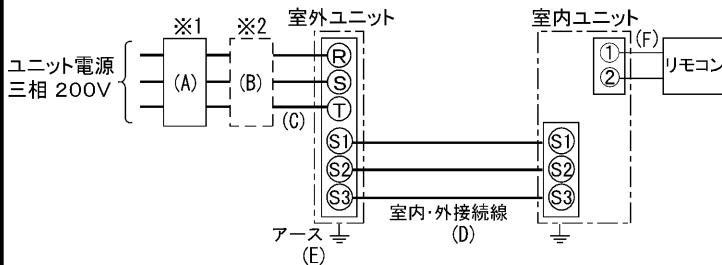 室外ユニット
室内ユニット
※1
※2
(F)
ユニット電源
三相 200V
(A)
(B)
(C)
R
S
T
①
②
リモコン
S1
S2
S3
S1
S2
S3
室内・外接続線
(D)
アース
(E)